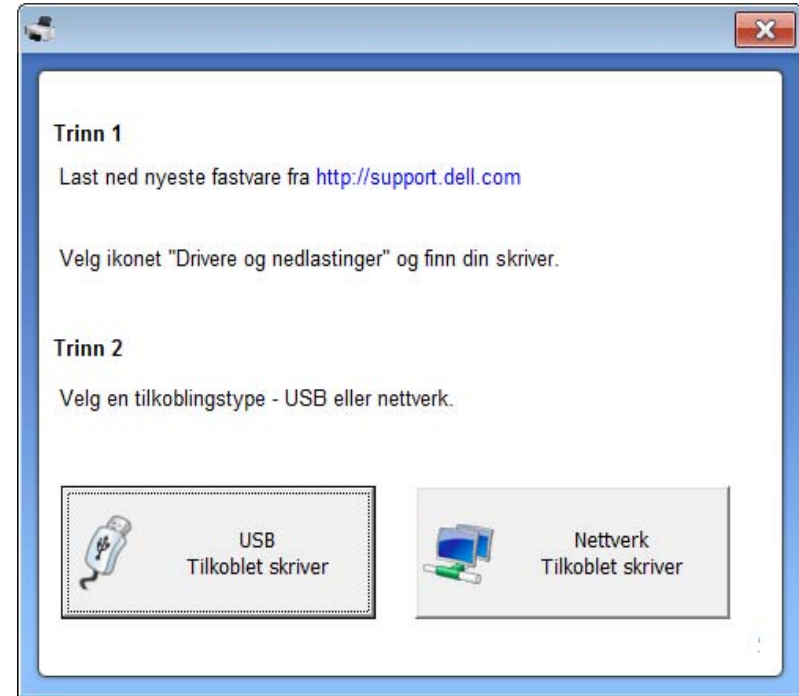 Trinn 1
Last ned nyeste fastvare fra http://support.dell.com
Velg ikonet "Drivere og nedlastinger" og finn din skriver.
Trinn 2
Velg en tilkoblingstype - USB eller nettverk.
USB
Tilkoblet skriver
Nettverk
Tilkoblet skriver